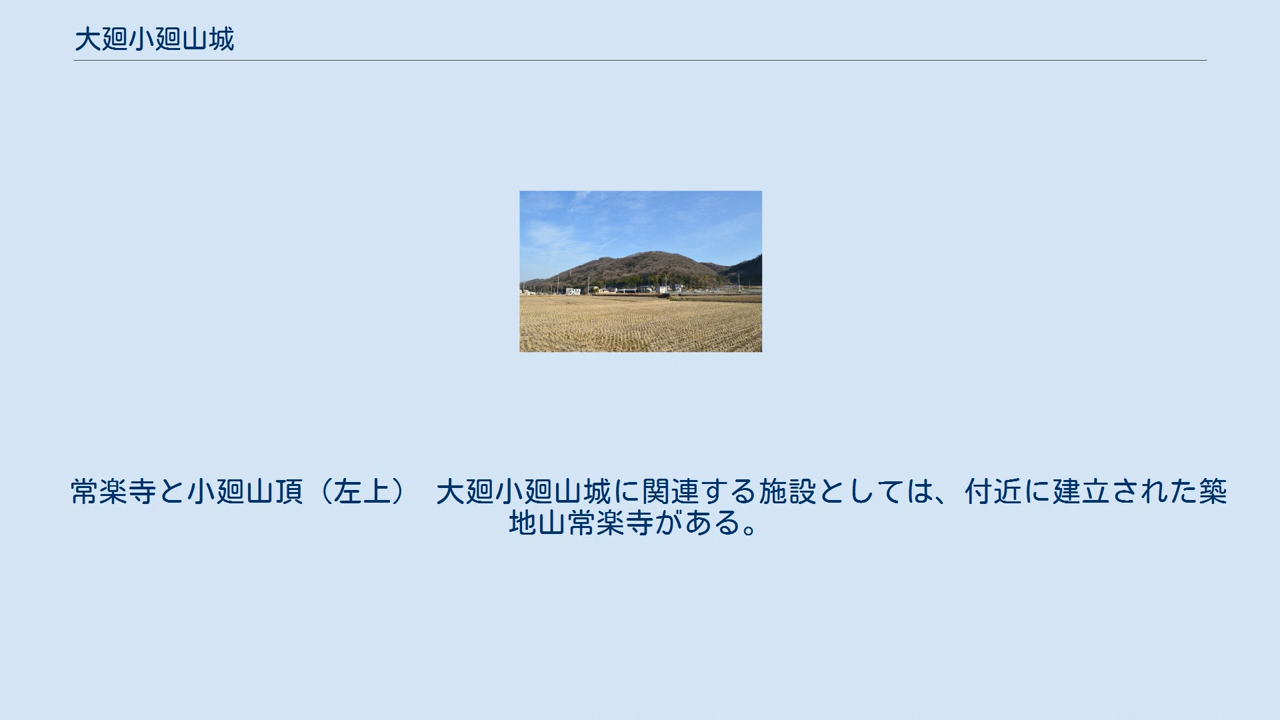 大廻小廻山城
常楽寺と小廻山頂（左上）　大廻小廻山城に関連する施設としては、付近に建立された築
地山常楽寺がある。